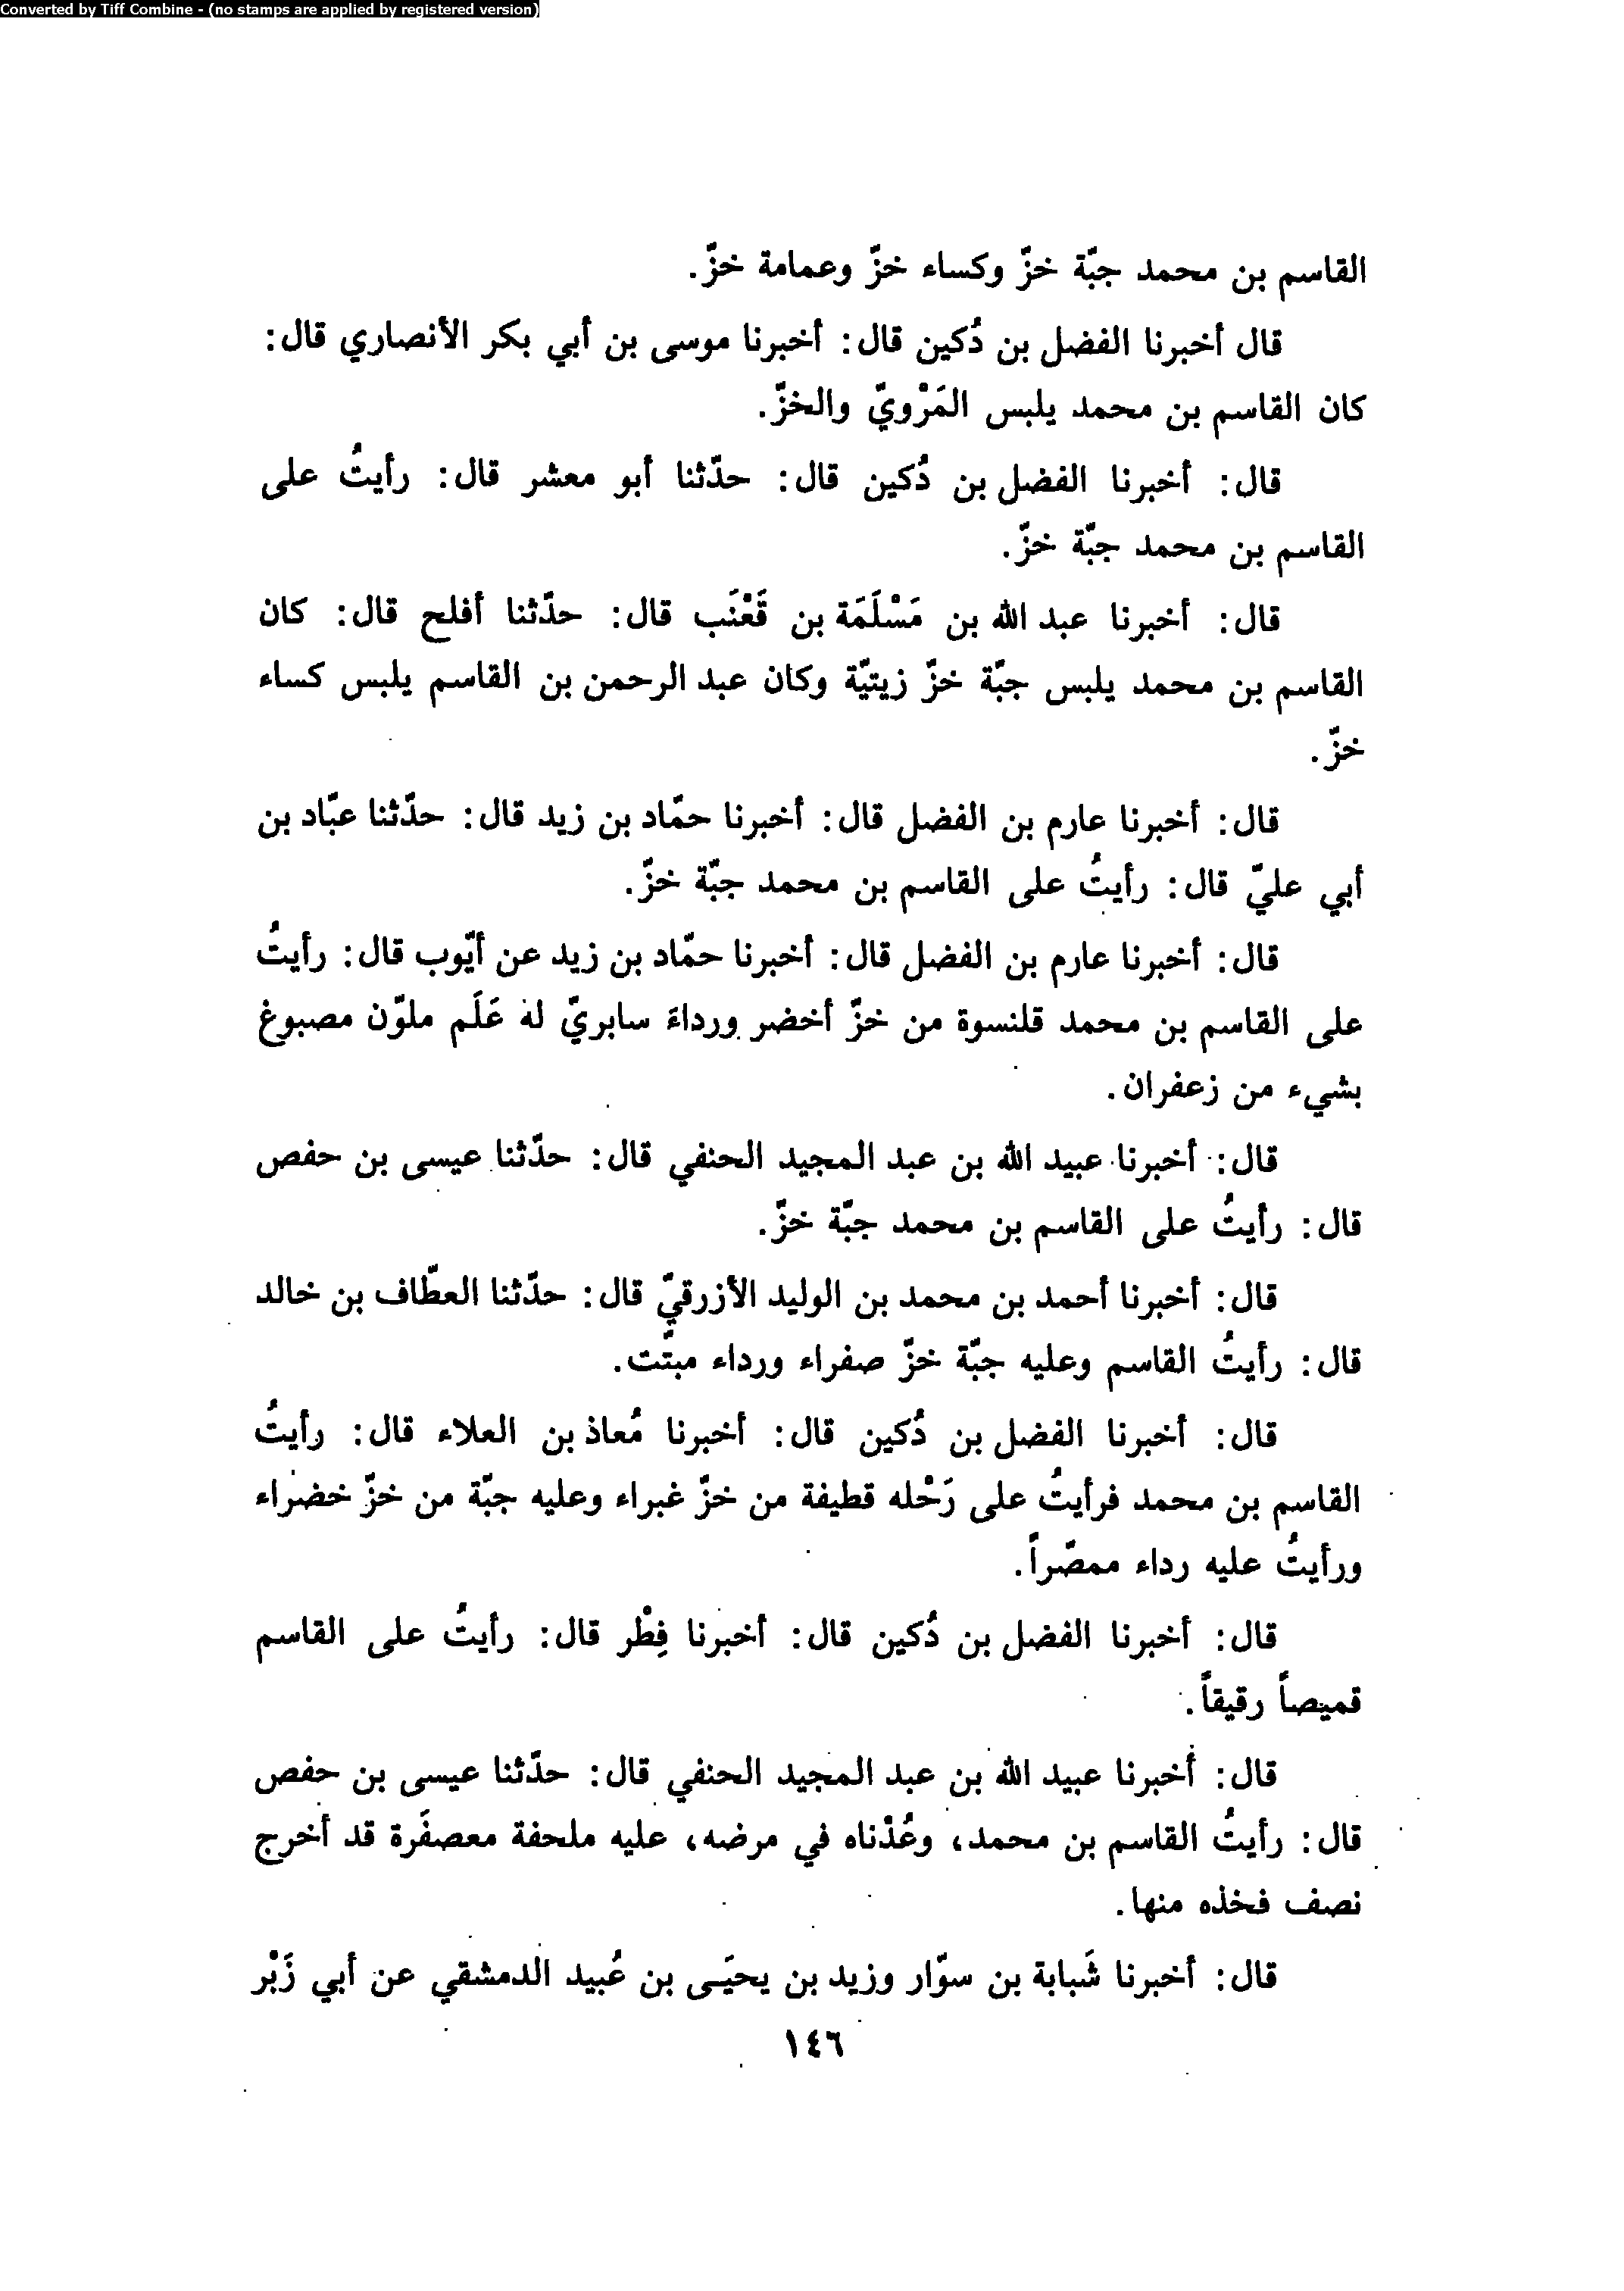 Converted by Tiff Combine - (no stamps are applied by registered version)
القاسم بن محمد جبّة خزّ وكساء خزّ وعمامة خزّ.
قال أخبرنا الفضل بن دُكين قال: أخبرنا موسى بن أبي بكر الأنصاري قال:
كان القاسم بن محمد يلبس المَرْويّ والخزّ.
قال: أخبرنا الفضل بن دُكين قال: حدّثنا أبو معشر قال: رأيتُ على
القاسم بن محمد جبّة خزّ.
قال: أخبرنا عبد الله بن مَسْلَمَة بن قَعْنَب قال: حدّثنا أفلح قال: كان
القاسم بن محمد يلبس جبّة خزّ زيتيّة وكان عبد الرحمن بن القاسم يلبس كساء
خزّ.
قال: أخبرنا عارم بن الفضل قال: أخبرنا حمّاد بن زيد قال: حدّثنا عبّاد بن
أبي عليّ قال: رأيتُ على القاسم بن محمد جبّة خزّ.
قال: أخبرنا عارم بن الفضل قال: أخبرنا حمّاد بن زيد عن أيّوب قال: رأيتُ
على القاسم بن محمد قلنسوة من خزّ أخضر ورداءَ سابريّ له عَلَم ملوّن مصبوغ
بشيء من زعفران.
قال: أخبرنا عبيد الله بن عبد المجيد الحنفي قال: حدّثنا عيسى بن حفص
قال: رأيتُ على القاسم بن محمد جبّة خزّ.
قال: أخبرنا أحمد بن محمد بن الوليد الأزرقيّ قال: حدّثنا العطّاف بن خالد
قال: رأيتُ القاسم وعليه جبّة خزّ صفراء ورداء مبتّت.
قال: أخبرنا الفضل بن دُكين قال: أخبرنا مُعاذ بن العلاء قال: رأيتُ
القاسم بن محمد فرأيتُ على رَحْله قطيفة من خزّ غبراء وعليه جبّة من خزّ خضراء
ورأيتُ عليه رداء ممصّراً.
قال: أخبرنا الفضل بن دُكين قال: أخبرنا فِطْر قال: رأيتُ على القاسم
قميصاً رقيقاً.
قال: أخبرنا عبيد الله بن عبد المجيد الحنفي قال: حدّثنا عيسى بن حفص
قال: رأيتُ القاسم بن محمد، وعُدْناه في مرضه، عليه ملحفة معصفَرة قد أخرج
نصف فخذه منها.
قال: أخبرنا شَبابة بن سوّار وزيد بن يحيَى بن عُبيد الدمشقي عن أبي زَبْر
١٤٦